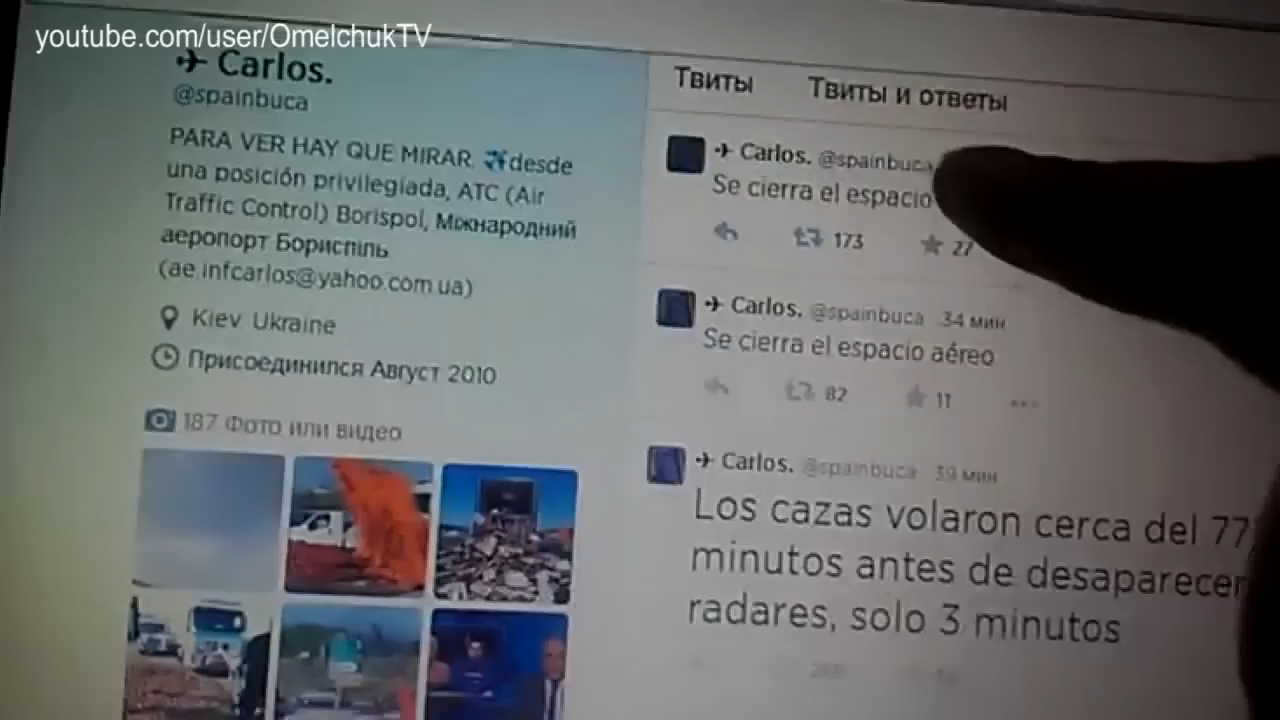 youtube.com/user/OmelchukTV
✈ Carlos.
@spainbuca
PARA VER HAY QUE MIRAR. ✈desde
una posición privilegiada, ATC (Air
Traffic Control) Borispol, Міжнародний
аеропорт Бориспіль
(ae.infcarlos@yahoo.com.ua)
Kiev Ukraine
Присоединился Август 2010
187 Фото или видео
Твиты Твиты и ответы
✈ Carlos. @spainbuca
Se cierra el espacio
173 27
✈ Carlos. @spainbuca 34 мин
Se cierra el espacio aéreo
82 11
✈ Carlos. @spainbuca 39 мин
Los cazas volaron cerca del 77
minutos antes de desaparecer
radares, solo 3 minutos